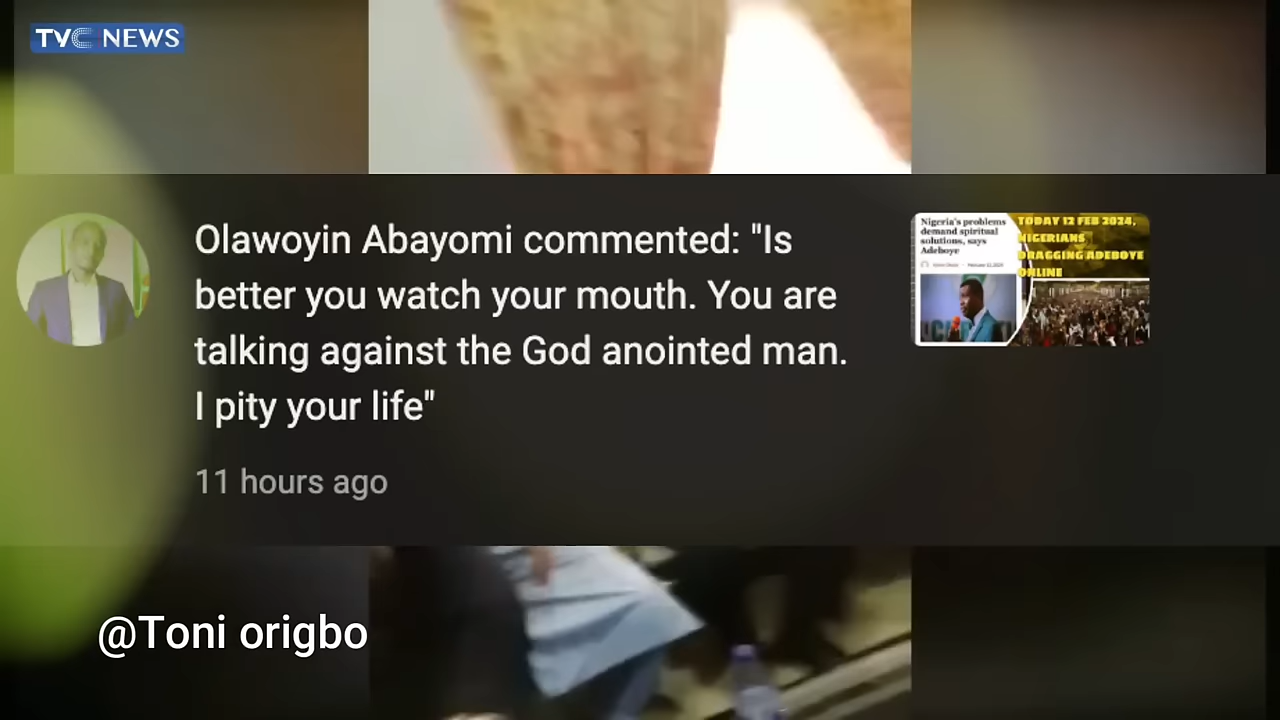 TVC NEWS
Olawoyin Abayomi commented: "Is
better you watch your mouth. You are
talking against the God anointed man.
I pity your life"
11 hours ago
Nigeria's problems
demand spiritual
solutions, says
Adeboye
TODAY 12 FEB 2024,
NIGERIANS
DRAGGING ADEBOYE
ONLINE
@Toni origbo